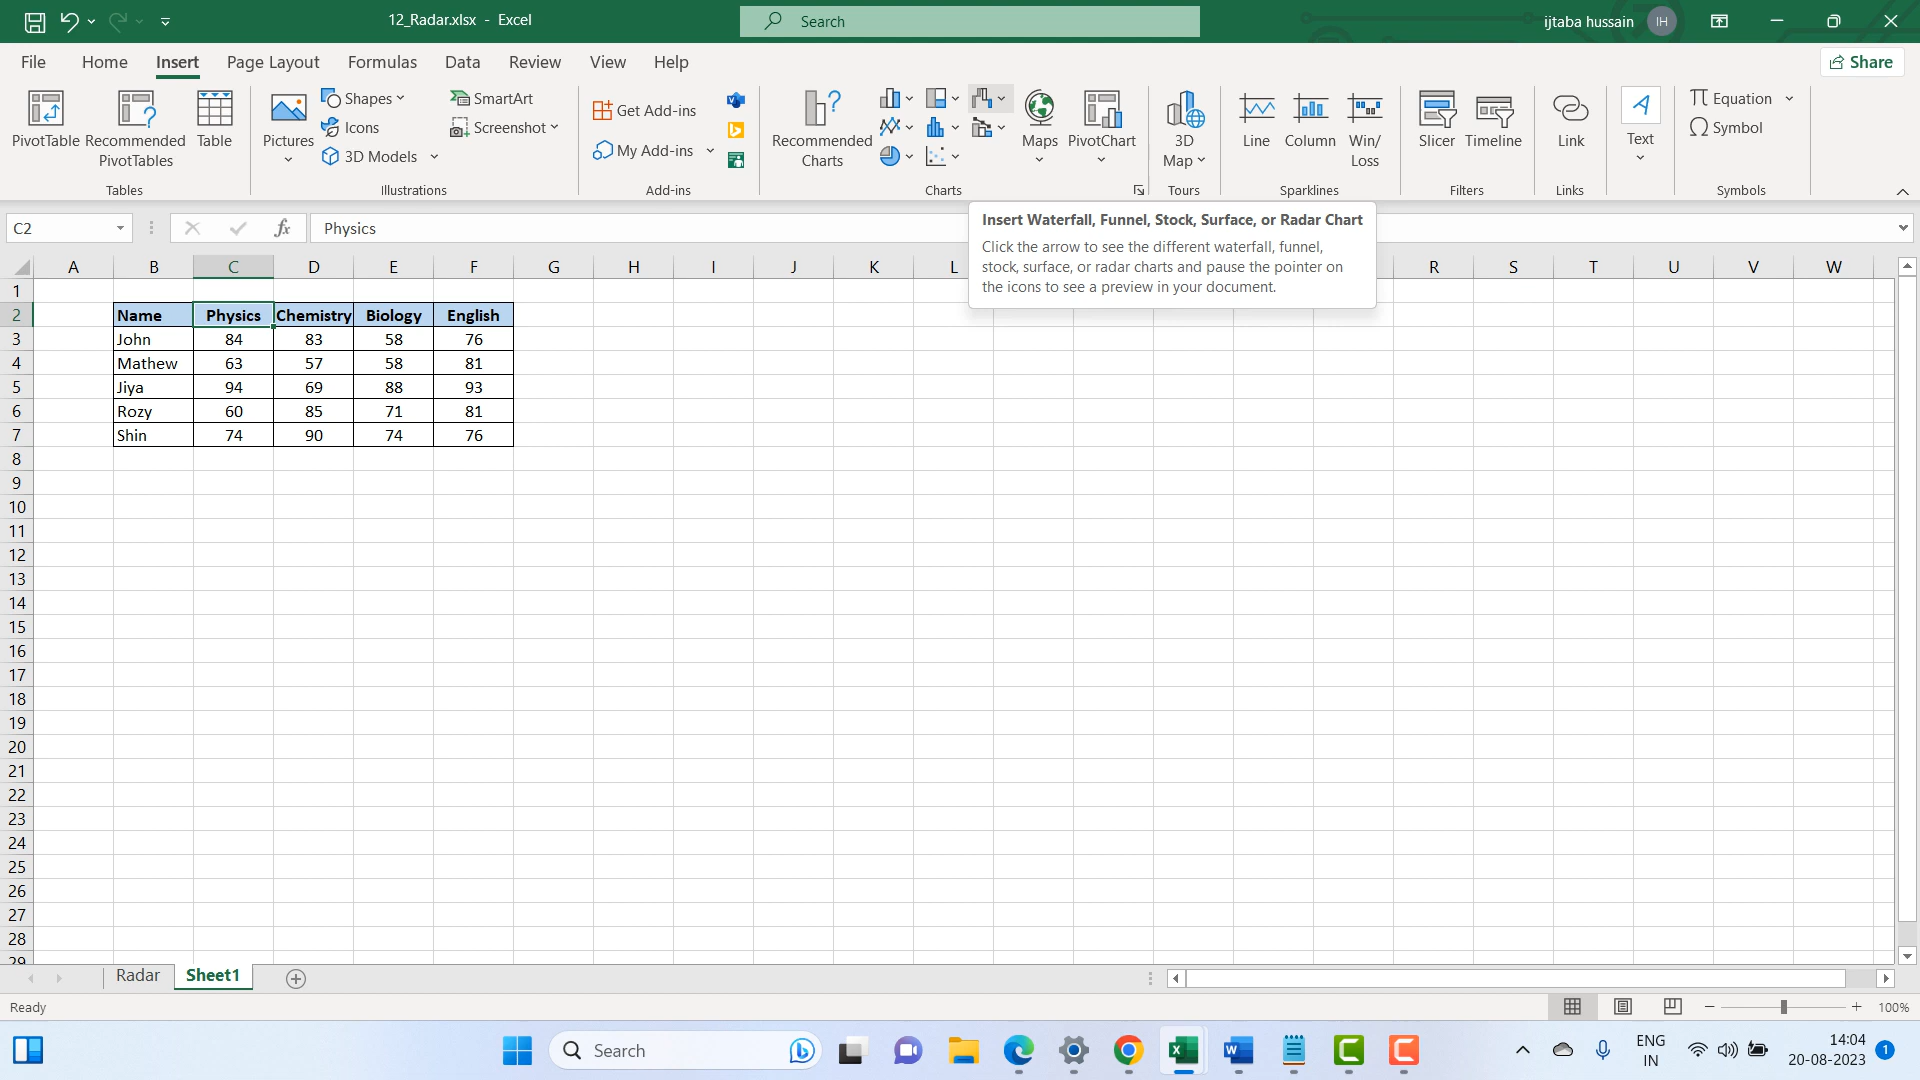 12_Radar.xlsx - Excel
Search
ijtaba hussain
IH
File Home Insert Page Layout Formulas Data Review View Help
Share
PivotTable
Recommended PivotTables
Table
Tables
Pictures
Shapes
Icons
3D Models
SmartArt
Screenshot
Illustrations
Get Add-ins
My Add-ins
Add-ins
Recommended Charts
Maps
PivotChart
Charts
3D Map
Tours
Line
Column
Win/ Loss
Sparklines
Slicer
Timeline
Filters
Link
Links
Text
Equation
Symbol
Symbols
C2
fx
Physics
Insert Waterfall, Funnel, Stock, Surface, or Radar Chart
Click the arrow to see the different waterfall, funnel,
stock, surface, or radar charts and pause the pointer on
the icons to see a preview in your document.
A B C D E F G H I J K L R S T U V W
1
2 Name Physics Chemistry Biology English
3 John 84 83 58 76
4 Mathew 63 57 58 81
5 Jiya 94 69 88 93
6 Rozy 60 85 71 81
7 Shin 74 90 74 76
8
9
10
11
12
13
14
15
16
17
18
19
20
21
22
23
24
25
26
27
28
29
Radar Sheet1
Ready
100%
Search
ENG
IN
14:04
20-08-2023
1